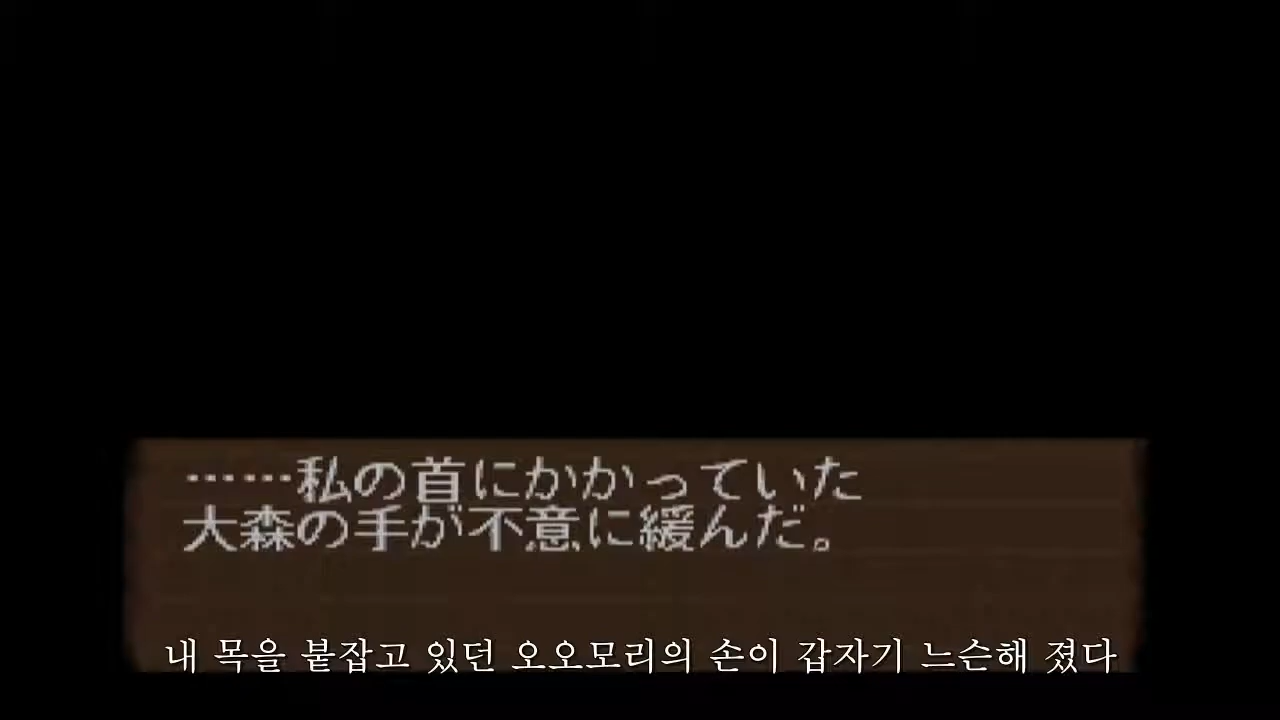 ……私の首にかかっていた
大森の手が不意に緩んだ。
내 목을 붙잡고 있던 오오모리의 손이 갑자기 느슨해 졌다